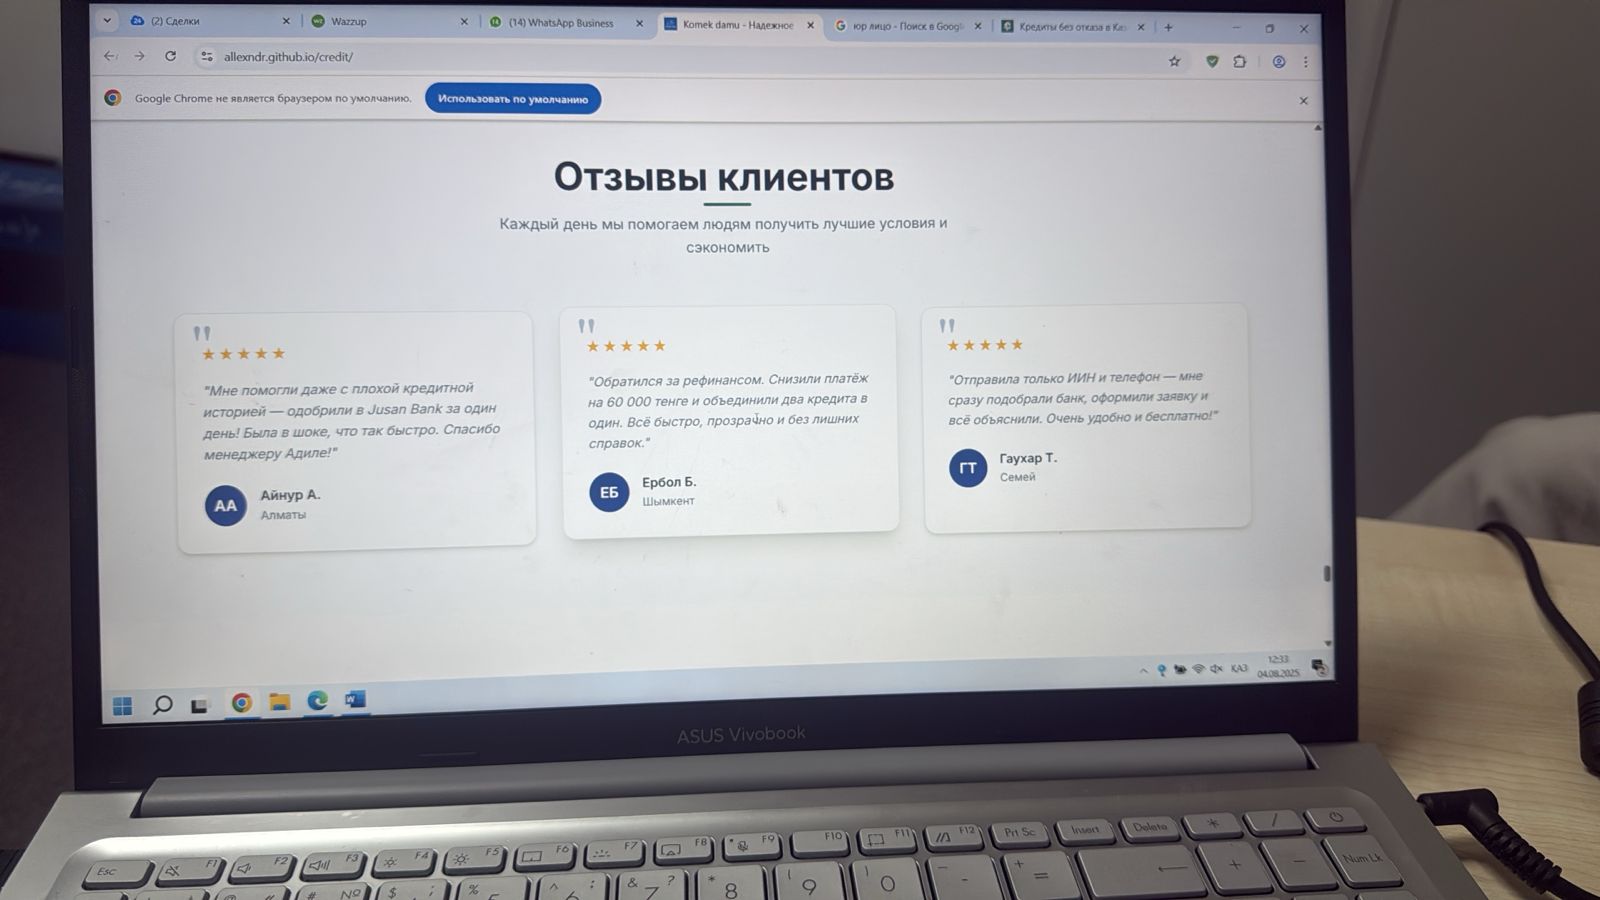 (2) Сделки
Wazzup
(14) WhatsApp Business
Komek damu - Надежное
юр лицо - Поиск в Googl
Кредиты без отказа в Ка
allexndr.github.io/credit/
Google Chrome не является браузером по умолчанию.
Использовать по умолчанию
Отзывы клиентов
Каждый день мы помогаем людям получить лучшие условия и
сэкономить
"Мне помогли даже с плохой кредитной
историей — одобрили в Jusan Bank за один
день! Была в шоке, что так быстро. Спасибо
менеджеру Адиле!"
АА
Айнур А.
Алматы
"Обратился за рефинансом. Снизили платёж
на 60 000 тенге и объединили два кредита в
один. Всё быстро, прозрачно и без лишних
справок."
ЕБ
Ербол Б.
Шымкент
"Отправила только ИИН и телефон — мне
сразу подобрали банк, оформили заявку и
всё объяснили. Очень удобно и бесплатно!"
ГТ
Гаухар Т.
Семей
ҚАЗ
12:33
04.08.2025
ASUS Vivobook
Esc
F1
F2
F3
F4
F5
F6
F7
F8
F9
F10
F11
F12
Prt Sc
Insert
Delete
* /
# №
$ ;
% 5
^ 6 :
& 7 ?
* 8
( 9
) 0
_ -
+ =
+
-
Num Lk